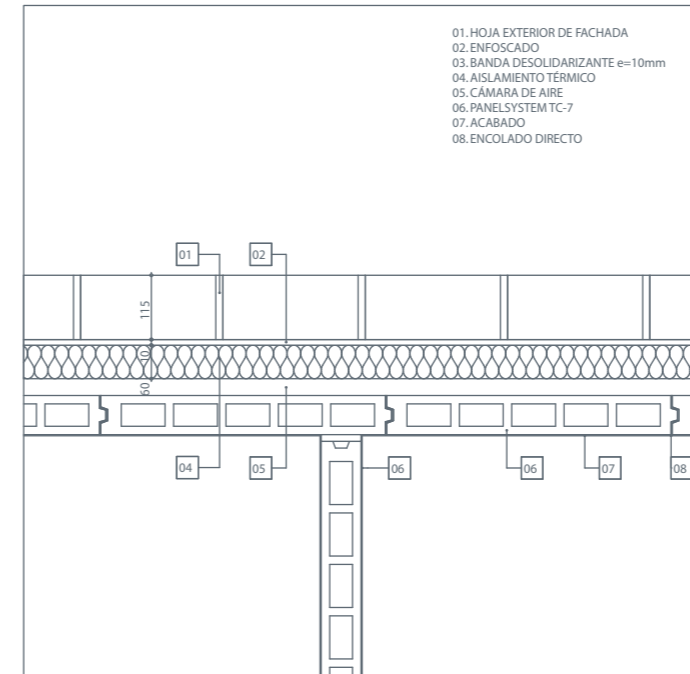 01. HOJA EXTERIOR DE FACHADA
02. ENFOSCADO
03. BANDA DESOLIDARIZANTE e=10mm
04. AISLAMIENTO TÉRMICO
05. CÁMARA DE AIRE
06. PANELSYSTEM TC-7
07. ACABADO
08. ENCOLADO DIRECTO
01
02
115
10
60
04
05
06
06
07
08